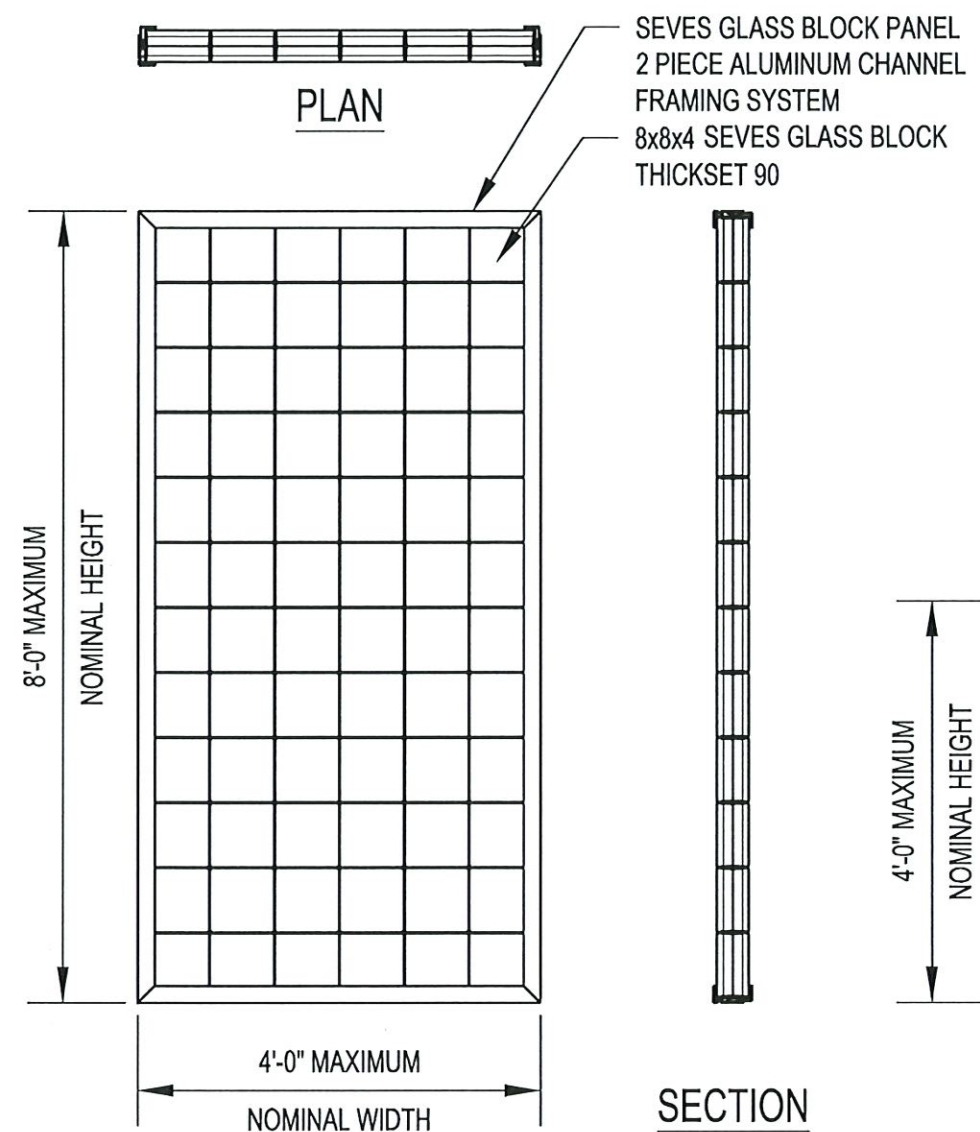 SEVES GLASS BLOCK PANEL
2 PIECE ALUMINUM CHANNEL
FRAMING SYSTEM
8x8x4 SEVES GLASS BLOCK
THICKSET 90
PLAN
8'-0" MAXIMUM
NOMINAL HEIGHT
4'-0" MAXIMUM
NOMINAL HEIGHT
4'-0" MAXIMUM
NOMINAL WIDTH
SECTION